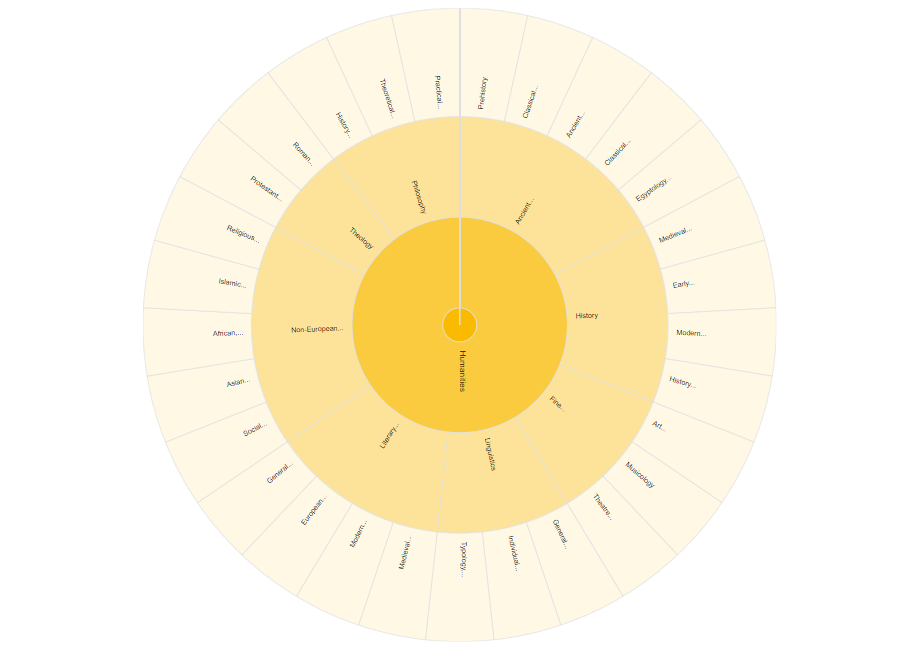 Humanities
Ancient...
History
Fine...
Linguistics
Literary...
Non-European...
Theology
Philosophy
Prehistory
Classical...
Ancient...
Classical...
Egyptology...
Medieval...
Early...
Modern...
History...
Art...
Musicology
Theatre...
General...
Individual...
Typology,...
Medieval...
Modern...
European...
General...
Social...
Asian...
African,...
Islamic...
Religious...
Protestant...
Roman...
History...
Theoretical...
Practical...